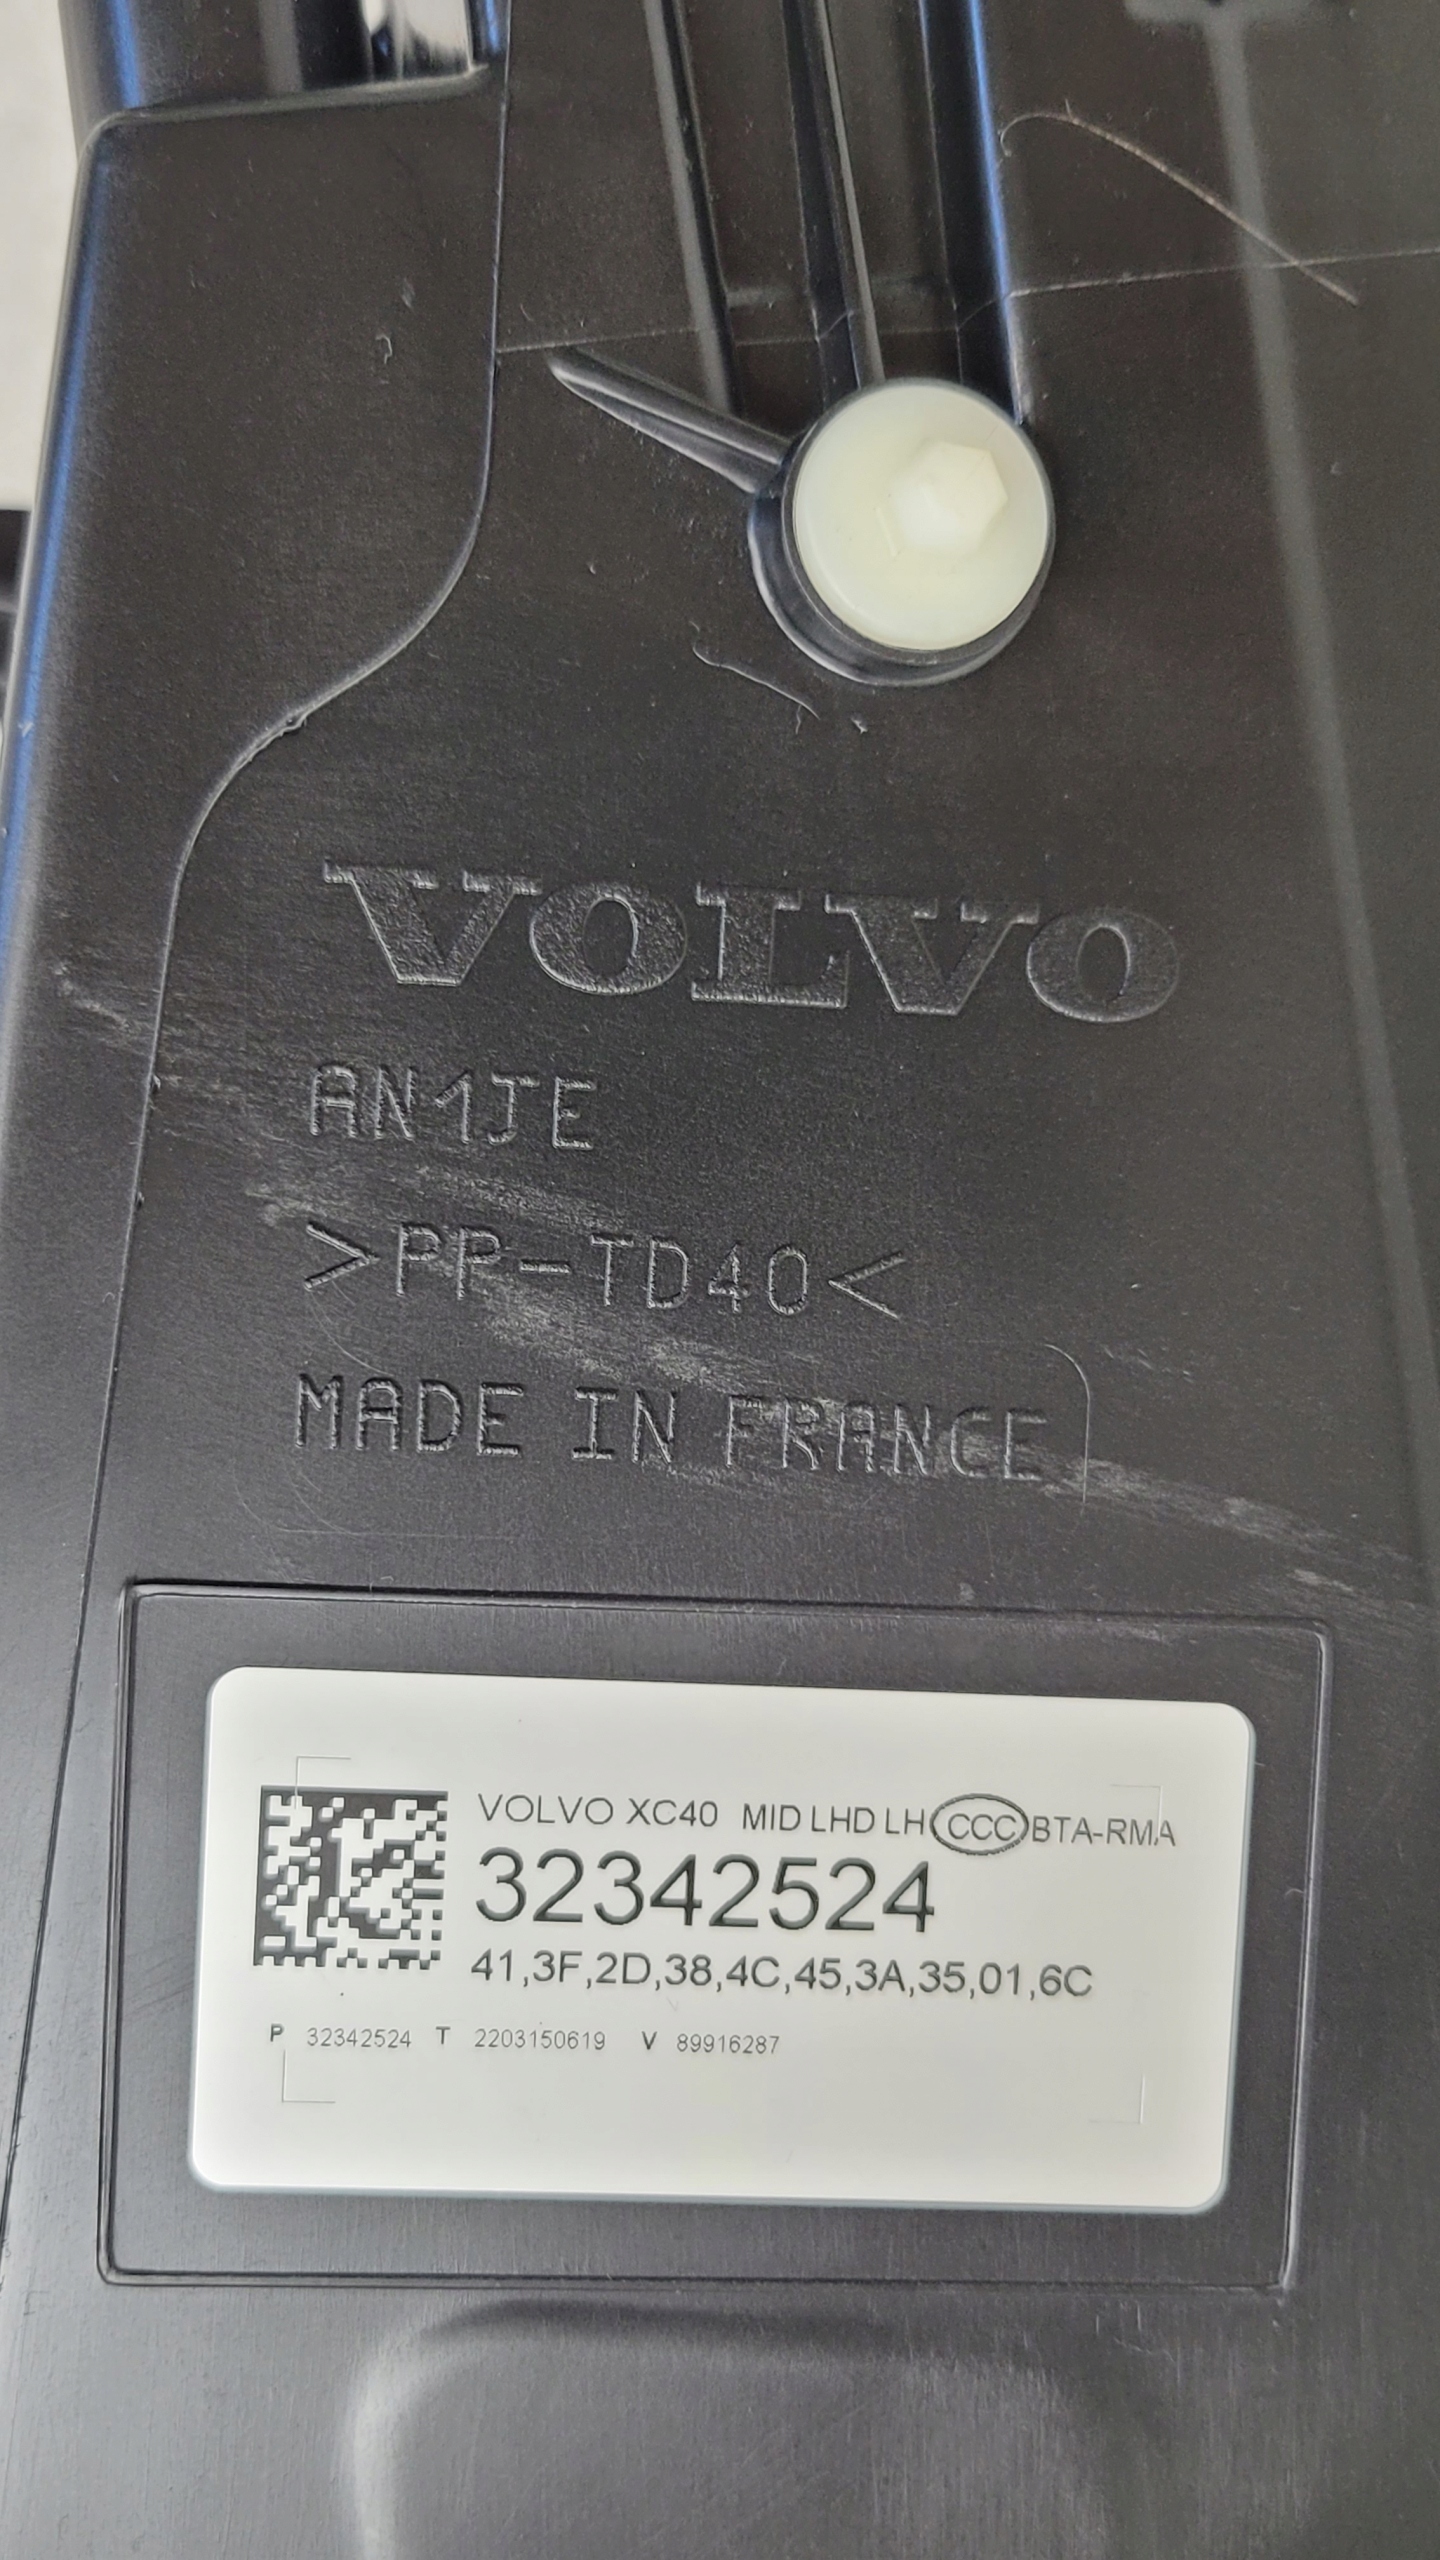 VOLVO
AN1JE
>PP-TD40<
MADE IN FRANCE
VOLVO XC40 MID LHD LH CCC BTA-RMA
32342524
41,3F,2D,38,4C,45,3A,35,01,6C
P 32342524 T 2203150619 V 89916287